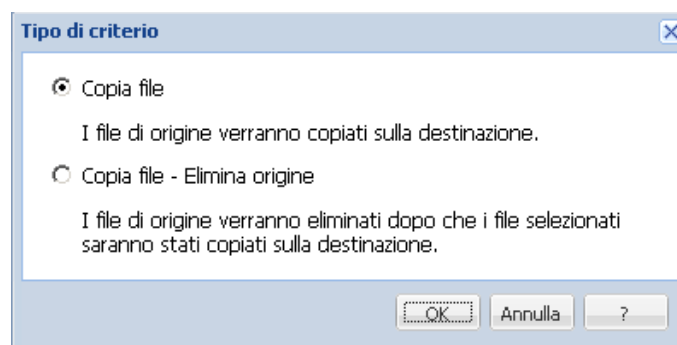 Tipo di criterio
Copia file
I file di origine verranno copiati sulla destinazione.
Copia file - Elimina origine
I file di origine verranno eliminati dopo che i file selezionati
saranno stati copiati sulla destinazione.
OK Annulla ?